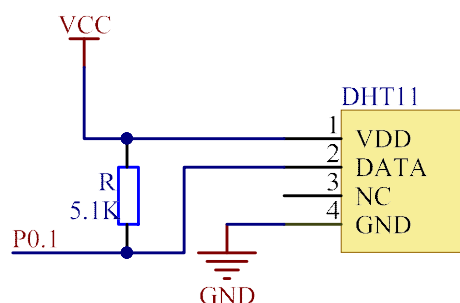 VCC
DHT11
1 VDD
2 DATA
3 NC
4 GND
R
5.1K
P0.1
GND